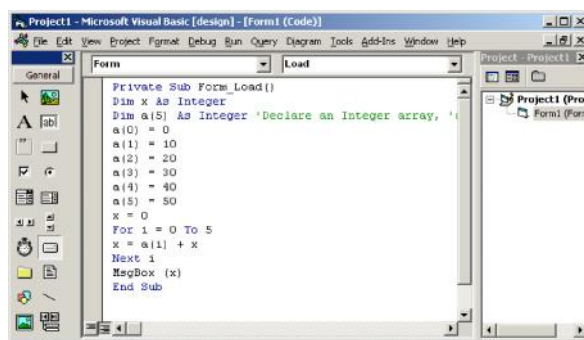 Project1 - Microsoft Visual Basic [design] - [Form1 (Code)]
File Edit View Project Format Debug Run Query Diagram Tools Add-Ins Window Help
General
Form Load
Project - Project1
Private Sub Form_Load()
Dim x As Integer
Dim a(5) As Integer 'Declare an Integer array,
a(0) = 0
a(1) = 10
a(2) = 20
a(3) = 30
a(4) = 40
a(5) = 50
x = 0
For i = 0 To 5
x = a(i) + x
Next i
MsgBox (x)
End Sub
A ab
Project1 (Pro
Form1 (For